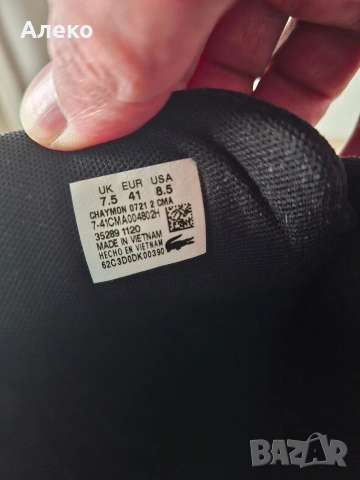 Алеко
UK EUR USA
7.5 41 8.5
CHAYMON 0721 2 CMA
7-41CMA004802H
35289 1120
MADE IN VIETNAM
HECHO EN VIETNAM
62C3D0DK00390
BAZAR